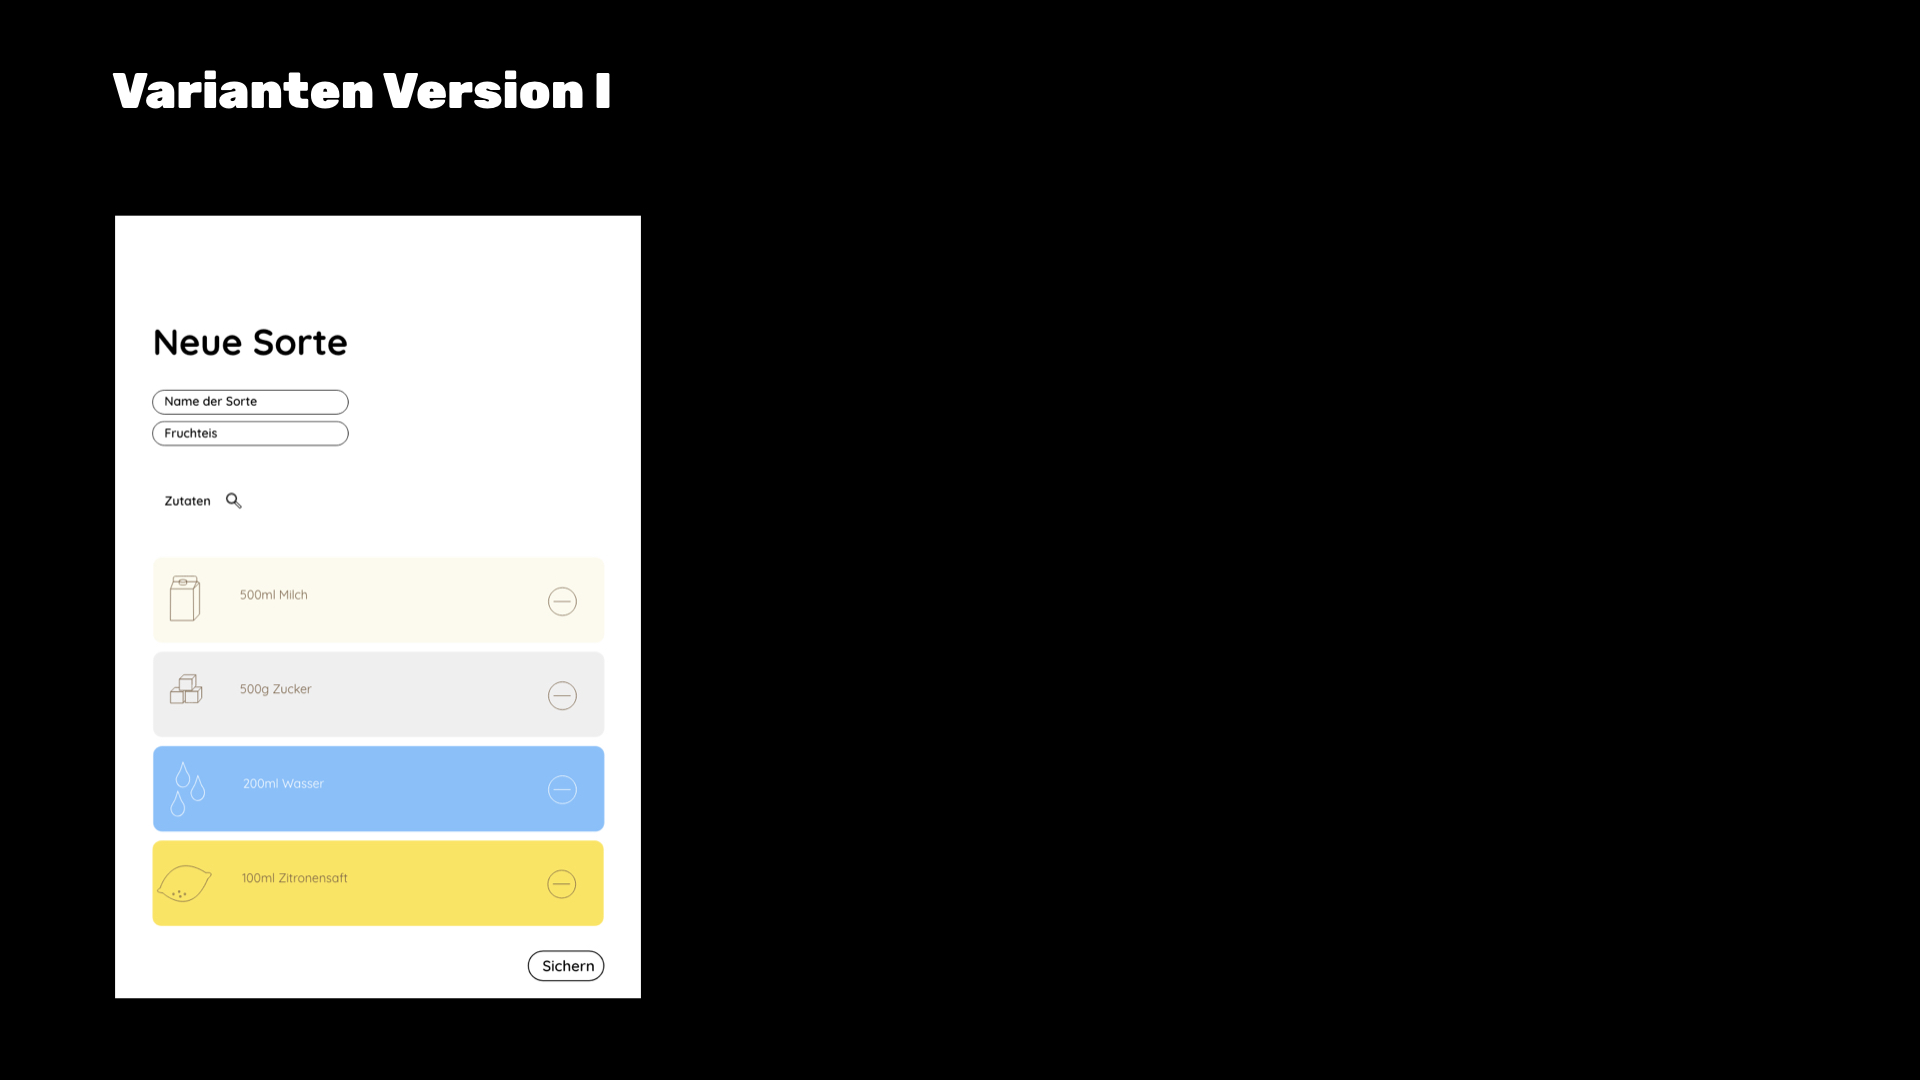 Varianten Version I
Neue Sorte
Name der Sorte
Fruchteis
Zutaten
500ml Milch
500g Zucker
200ml Wasser
100ml Zitronensaft
Sichern